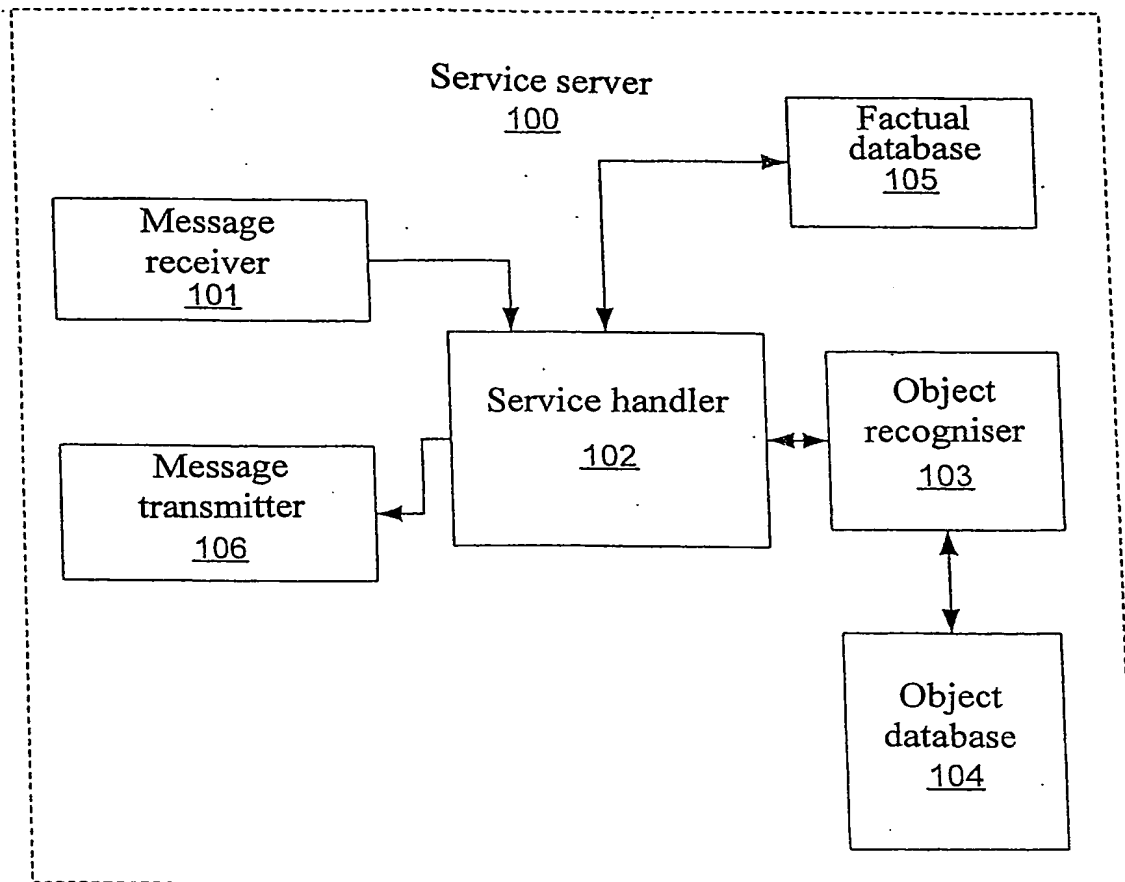 Service server
100
Factual
database
105
Message
receiver
101
Service handler
102
Object
recogniser
103
Message
transmitter
106
Object
database
104